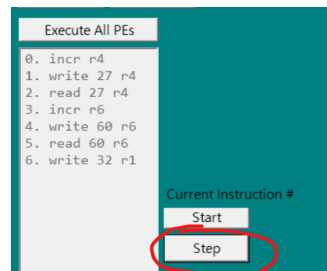 Execute All PEs
0. incr r4
1. write 27 r4
2. read 27 r4
3. incr r6
4. write 60 r6
5. read 60 r6
6. write 32 r1
Current Instruction #
Start
Step